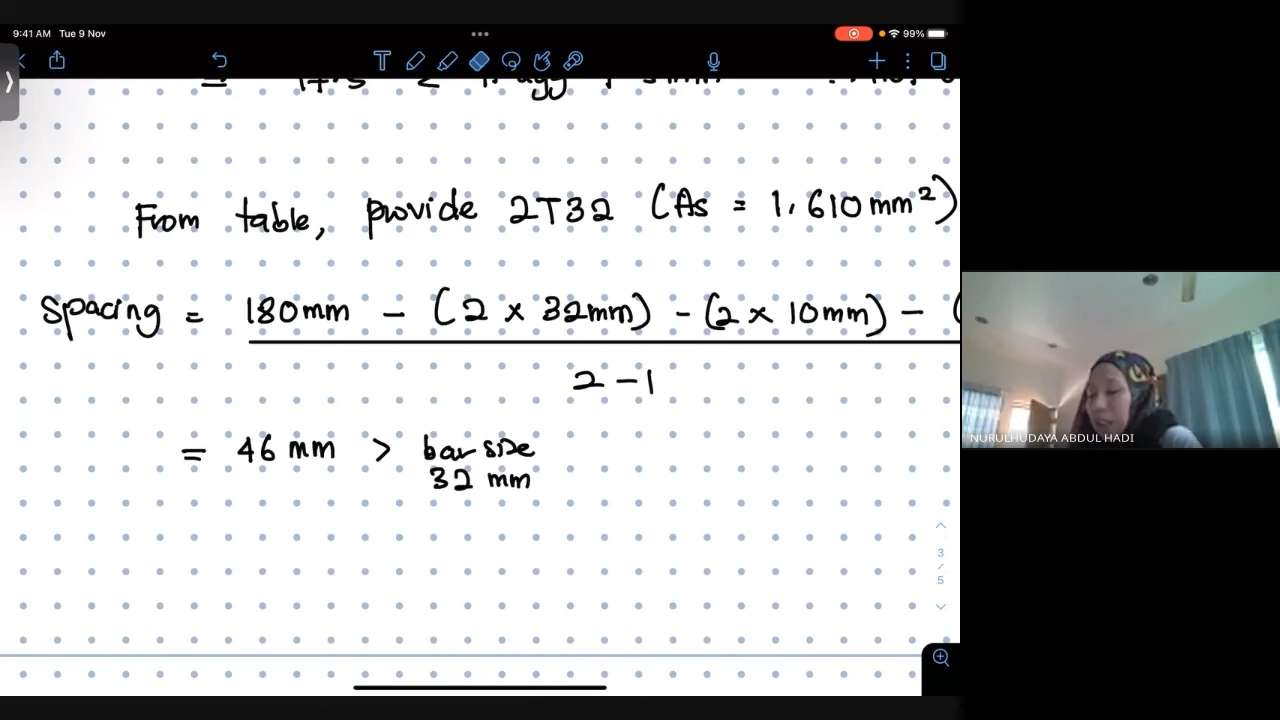 9:41 AM Tue 9 Nov
99%
From table, provide 2T32 (As = 1,610 mm²)
Spacing = 180mm - (2 x 32mm) - (2 x 10mm) - (
2 - 1
= 46 mm > bar size
32 mm
3
/
5
NURULHUDAYA ABDUL HADI